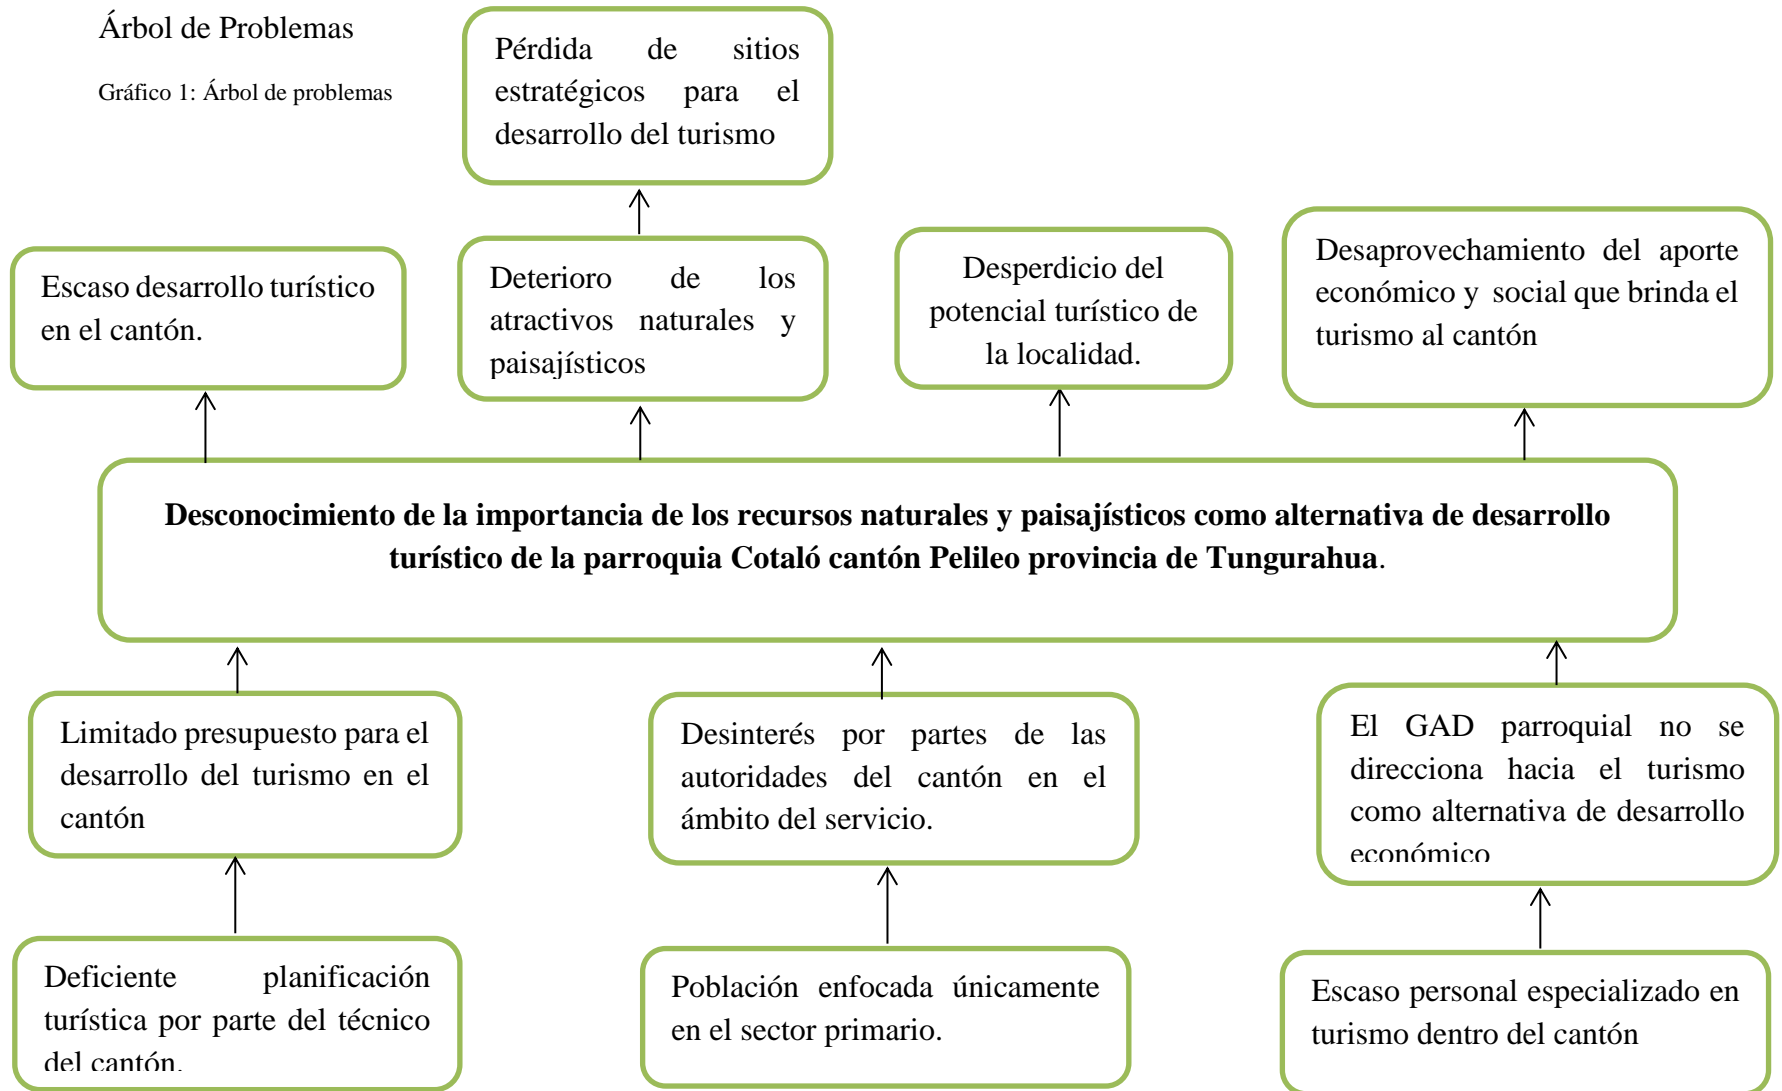 Árbol de Problemas
Gráfico 1: Árbol de problemas
Pérdida de sitios
estratégicos para el
desarrollo del turismo
Escaso desarrollo turístico
en el cantón.
Deterioro de los
atractivos naturales y
paisajísticos
Desperdicio del
potencial turístico de
la localidad.
Desaprovechamiento del aporte
económico y social que brinda el
turismo al cantón
Desconocimiento de la importancia de los recursos naturales y paisajísticos como alternativa de desarrollo
turístico de la parroquia Cotaló cantón Pelileo provincia de Tungurahua.
Limitado presupuesto para el
desarrollo del turismo en el
cantón
Desinterés por partes de las
autoridades del cantón en el
ámbito del servicio.
El GAD parroquial no se
direcciona hacia el turismo
como alternativa de desarrollo
económico
Deficiente planificación
turística por parte del técnico
del cantón.
Población enfocada únicamente
en el sector primario.
Escaso personal especializado en
turismo dentro del cantón